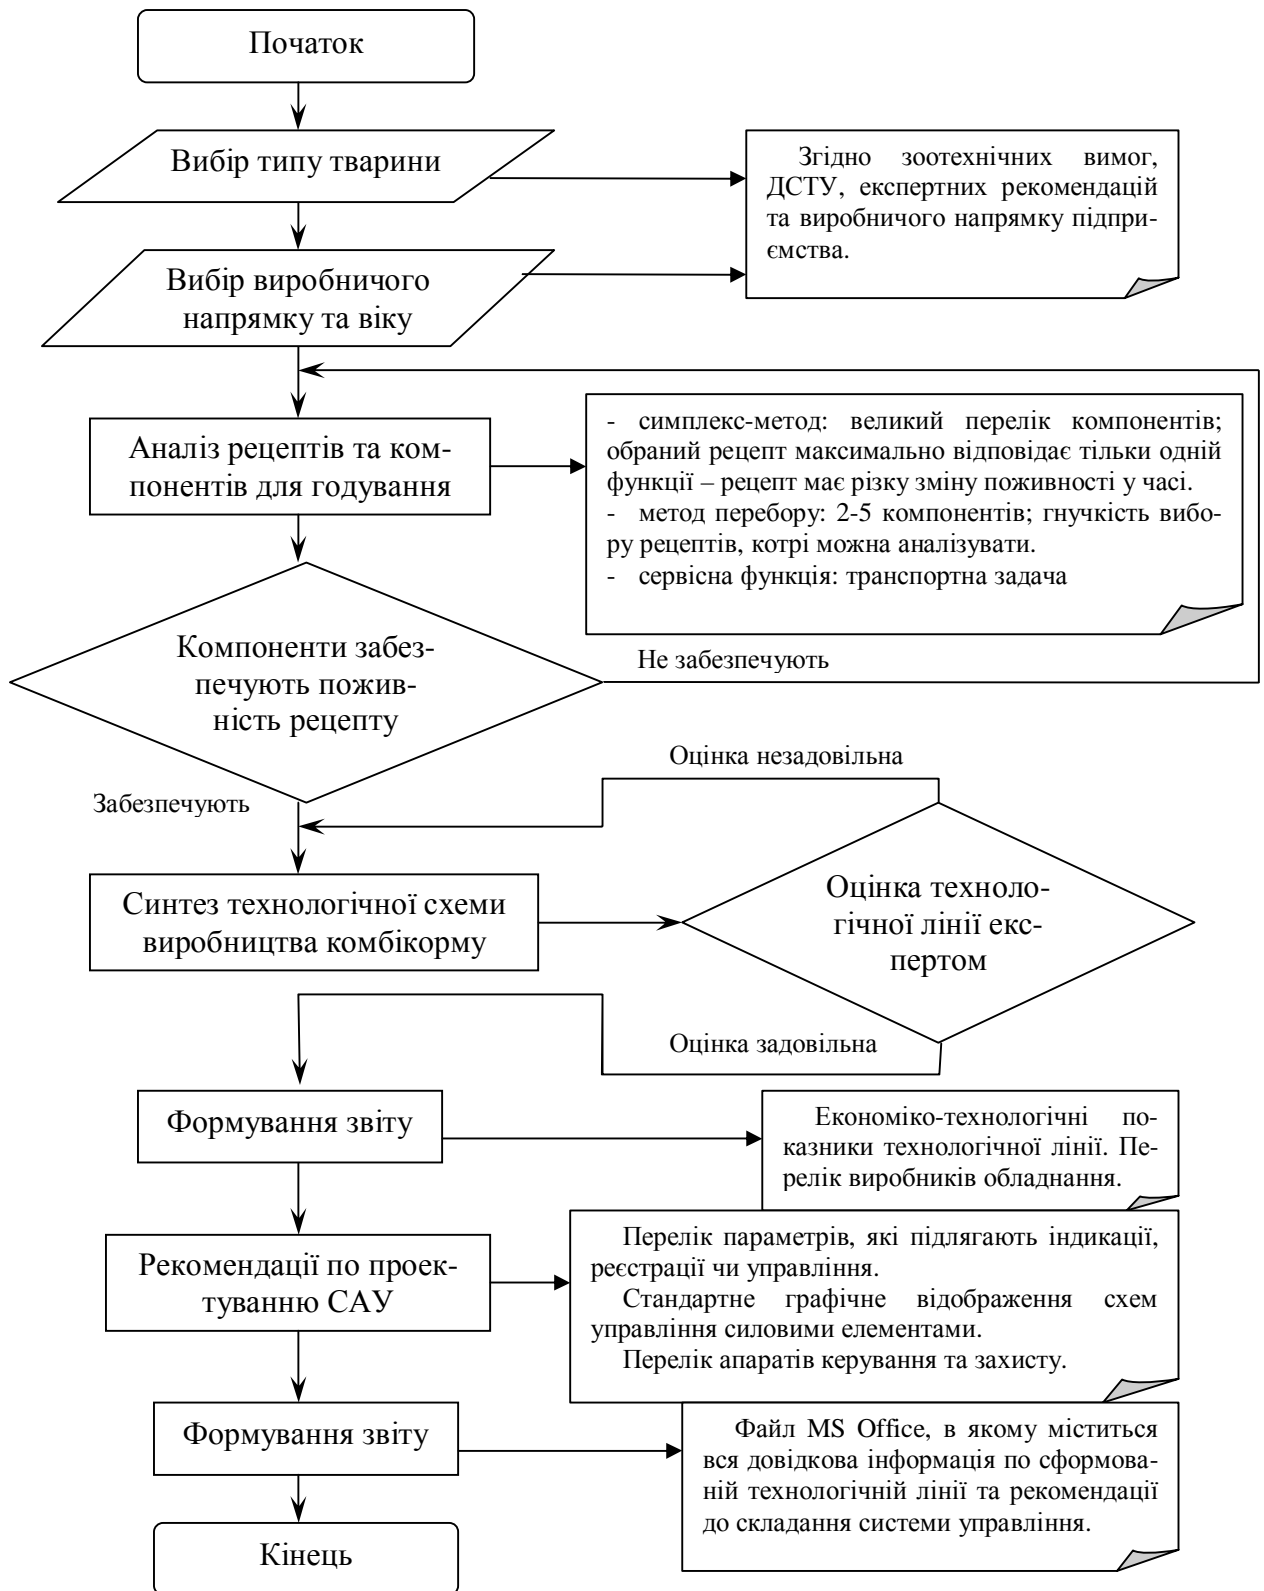 Початок
Вибір типу тварини
Згідно зоотехнічних вимог,
ДСТУ, експертних рекомендацій
та виробничого напрямку підпри-
ємства.
Вибір виробничого
напрямку та віку
Аналіз рецептів та ком-
понентів для годування
- симплекс-метод: великий перелік компонентів;
обраний рецепт максимально відповідає тільки одній
функції – рецепт має різку зміну поживності у часі.
- метод перебору: 2-5 компонентів; гнучкість вибо-
ру рецептів, котрі можна аналізувати.
- сервісна функція: транспортна задача
Компоненти забез-
печують пожив-
ність рецепту
Не забезпечують
Забезпечують
Оцінка незадовільна
Синтез технологічної схеми
виробництва комбікорму
Оцінка техноло-
гічної лінії екс-
пертом
Оцінка задовільна
Формування звіту
Економіко-технологічні по-
казники технологічної лінії. Пе-
релік виробників обладнання.
Рекомендації по проек-
туванню САУ
Перелік параметрів, які підлягають індикації,
реєстрації чи управління.
Стандартне графічне відображення схем
управління силовими елементами.
Перелік апаратів керування та захисту.
Формування звіту
Файл MS Office, в якому міститься
вся довідкова інформація по сформова-
ній технологічній лінії та рекомендації
до складання системи управління.
Кінець